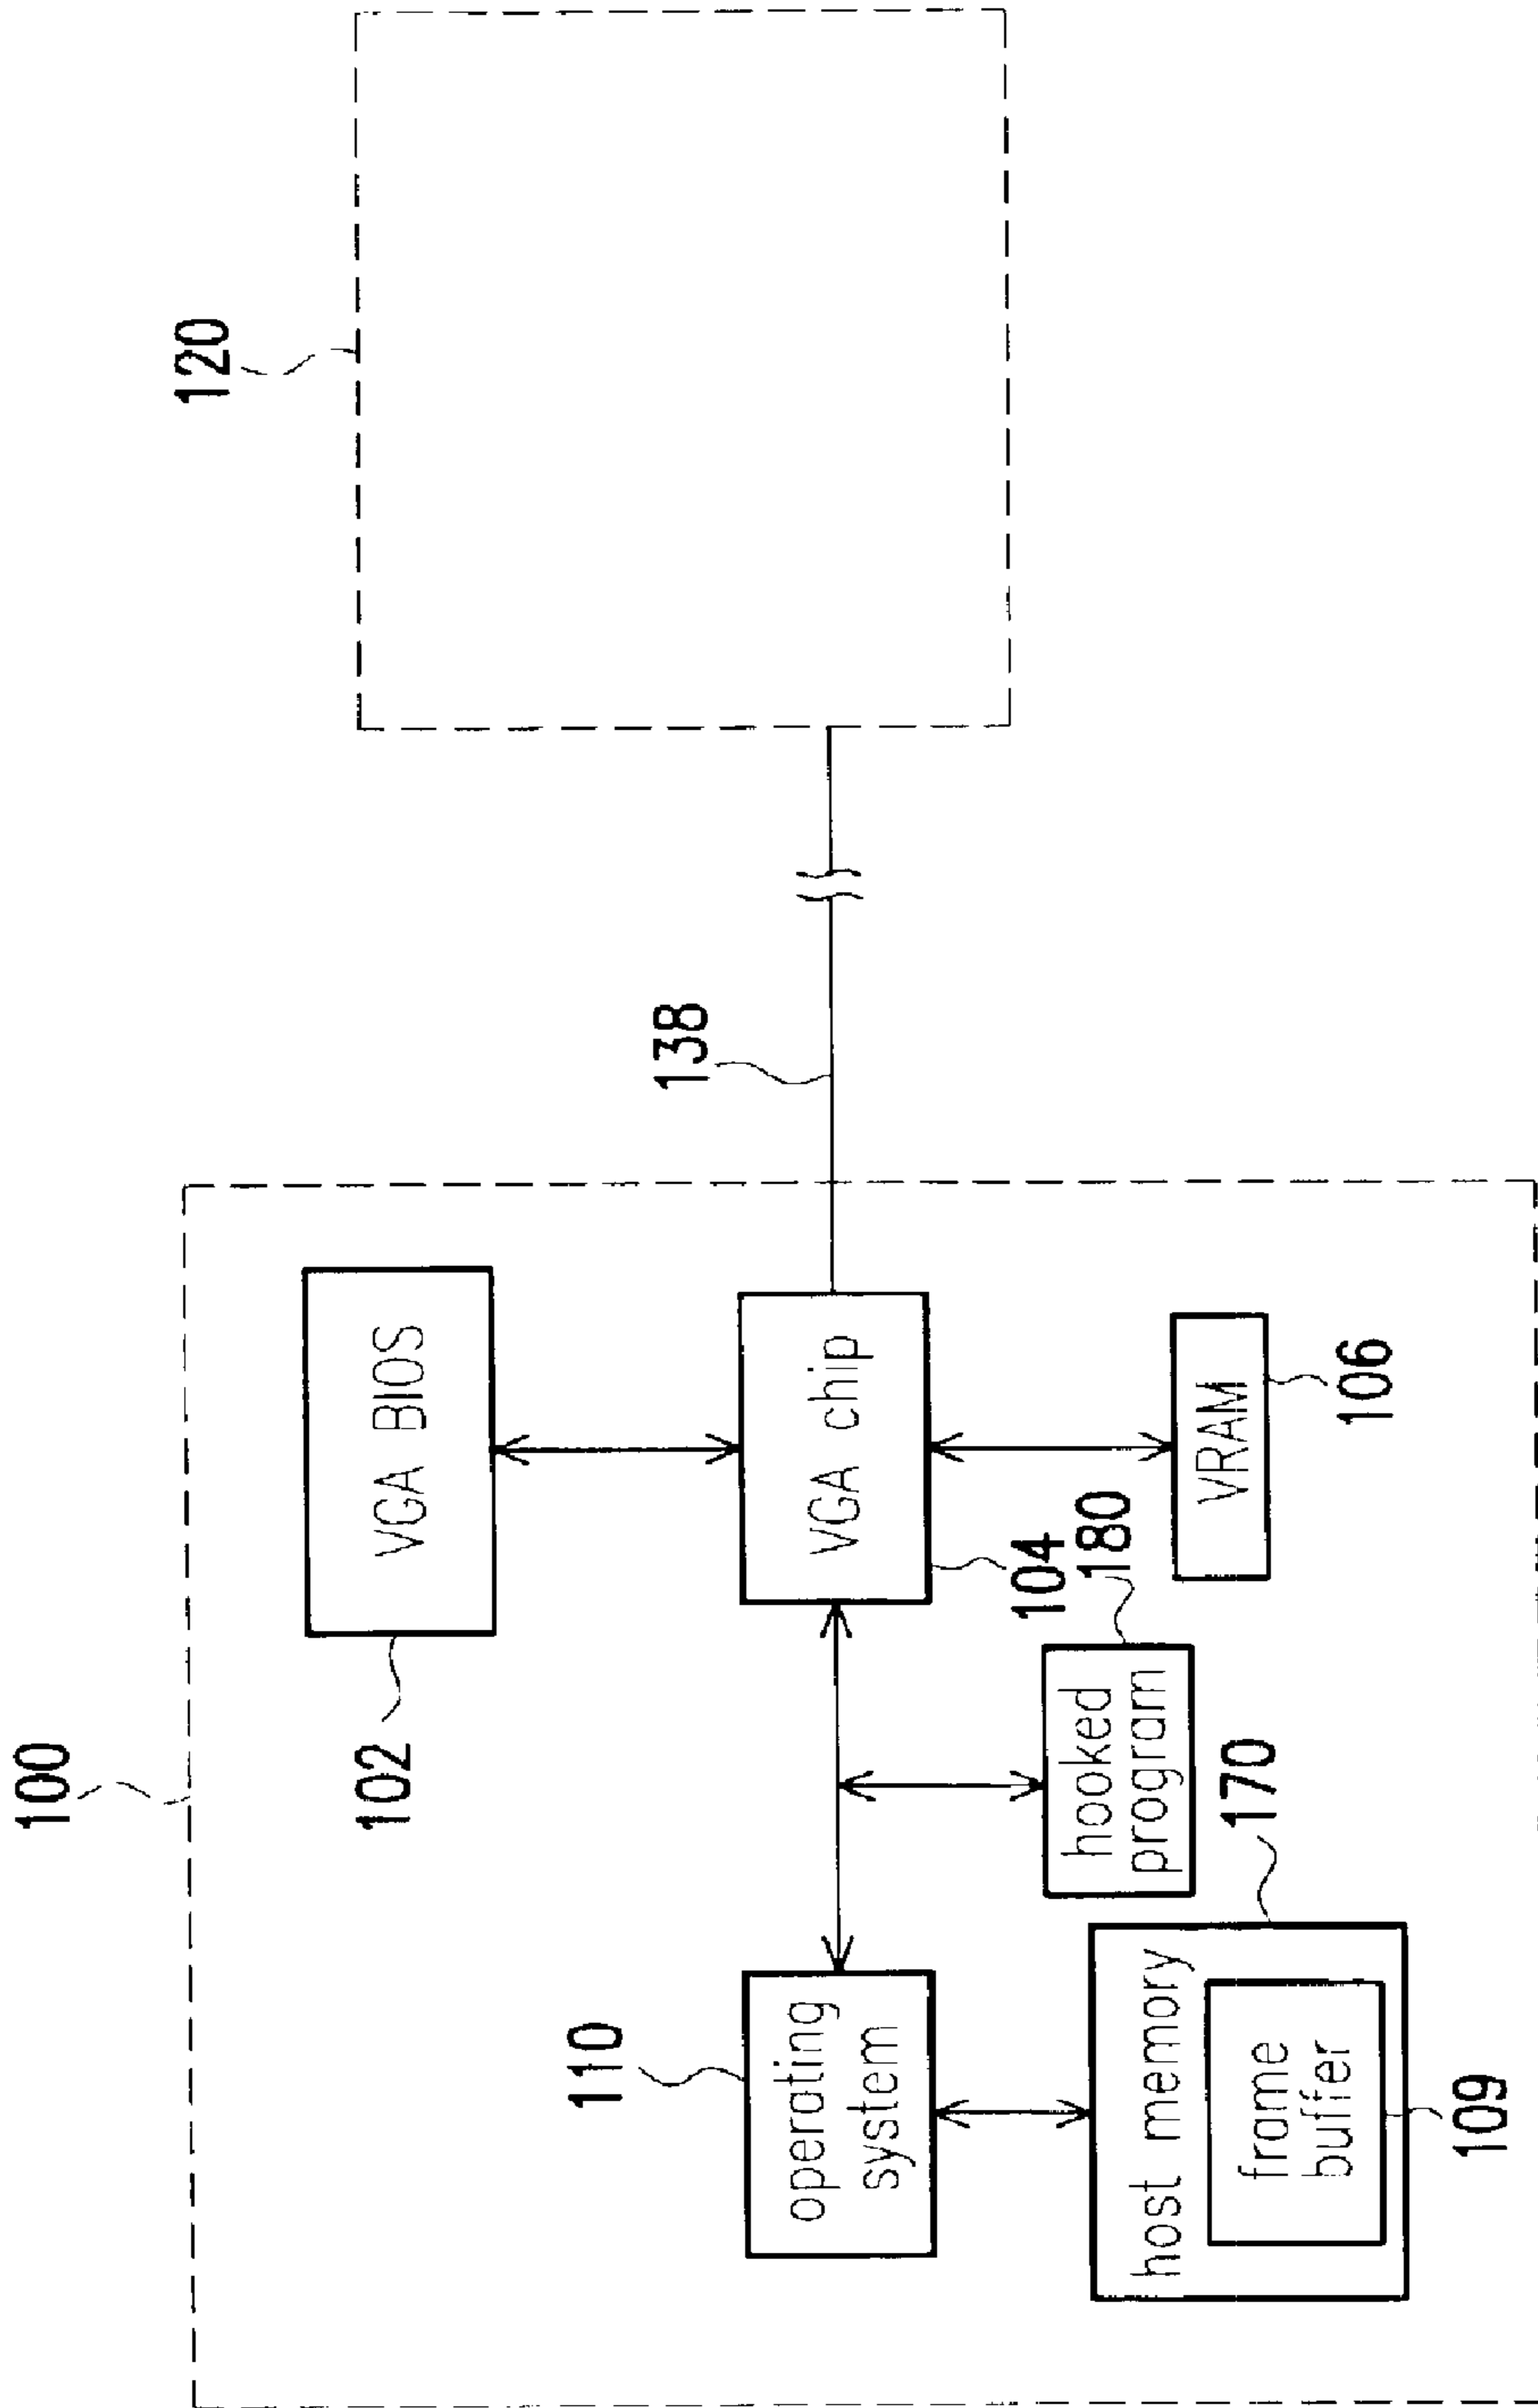 100
120
102
VGA BIOS
138
110
operating
system
VGA chip
104
180
hooked
program
170
host memory
frame
buffer
109
VRAM
106